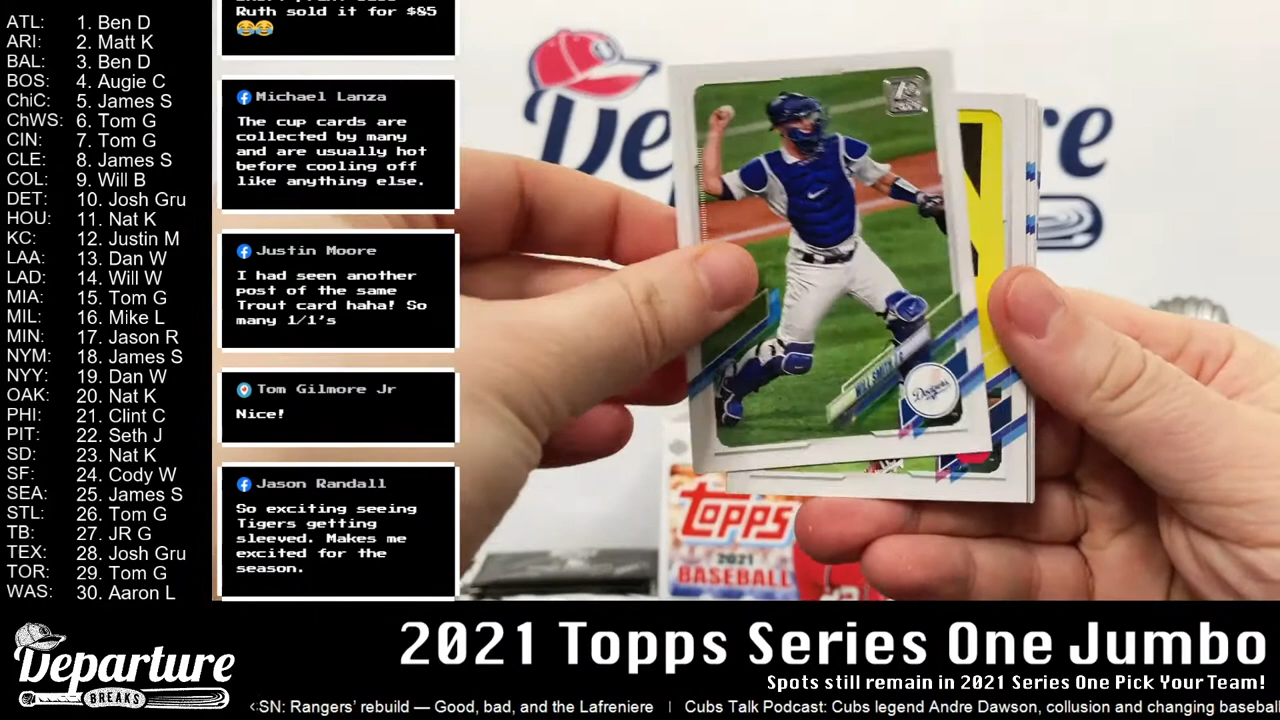 ATL: 1. Ben D
ARI: 2. Matt K
BAL: 3. Ben D
BOS: 4. Augie C
ChiC: 5. James S
ChWS: 6. Tom G
CIN: 7. Tom G
CLE: 8. James S
COL: 9. Will B
DET: 10. Josh Gru
HOU: 11. Nat K
KC: 12. Justin M
LAA: 13. Dan W
LAD: 14. Will W
MIA: 15. Tom G
MIL: 16. Mike L
MIN: 17. Jason R
NYM: 18. James S
NYY: 19. Dan W
OAK: 20. Nat K
PHI: 21. Clint C
PIT: 22. Seth J
SD: 23. Nat K
SF: 24. Cody W
SEA: 25. James S
STL: 26. Tom G
TB: 27. JR G
TEX: 28. Josh Gru
TOR: 29. Tom G
WAS: 30. Aaron L
Ruth sold it for $85
😂😂
Michael Lanza
The cup cards are
collected by many
and are usually hot
before cooling off
like anything else.
Justin Moore
I had seen another
post of the same
Trout card haha! So
many 1/1's
Tom Gilmore Jr
Nice!
Jason Randall
So exciting seeing
Tigers getting
sleeved. Makes me
excited for the
season.
De
re
70
WILL SMITH
Dodgers
TOPPS
2021
BASEBALL
Departure
BREAKS
2021 Topps Series One Jumbo
Spots still remain in 2021 Series One Pick Your Team!
SN: Rangers' rebuild — Good, bad, and the Lafreniere | Cubs Talk Podcast: Cubs legend Andre Dawson, collusion and changing basebal